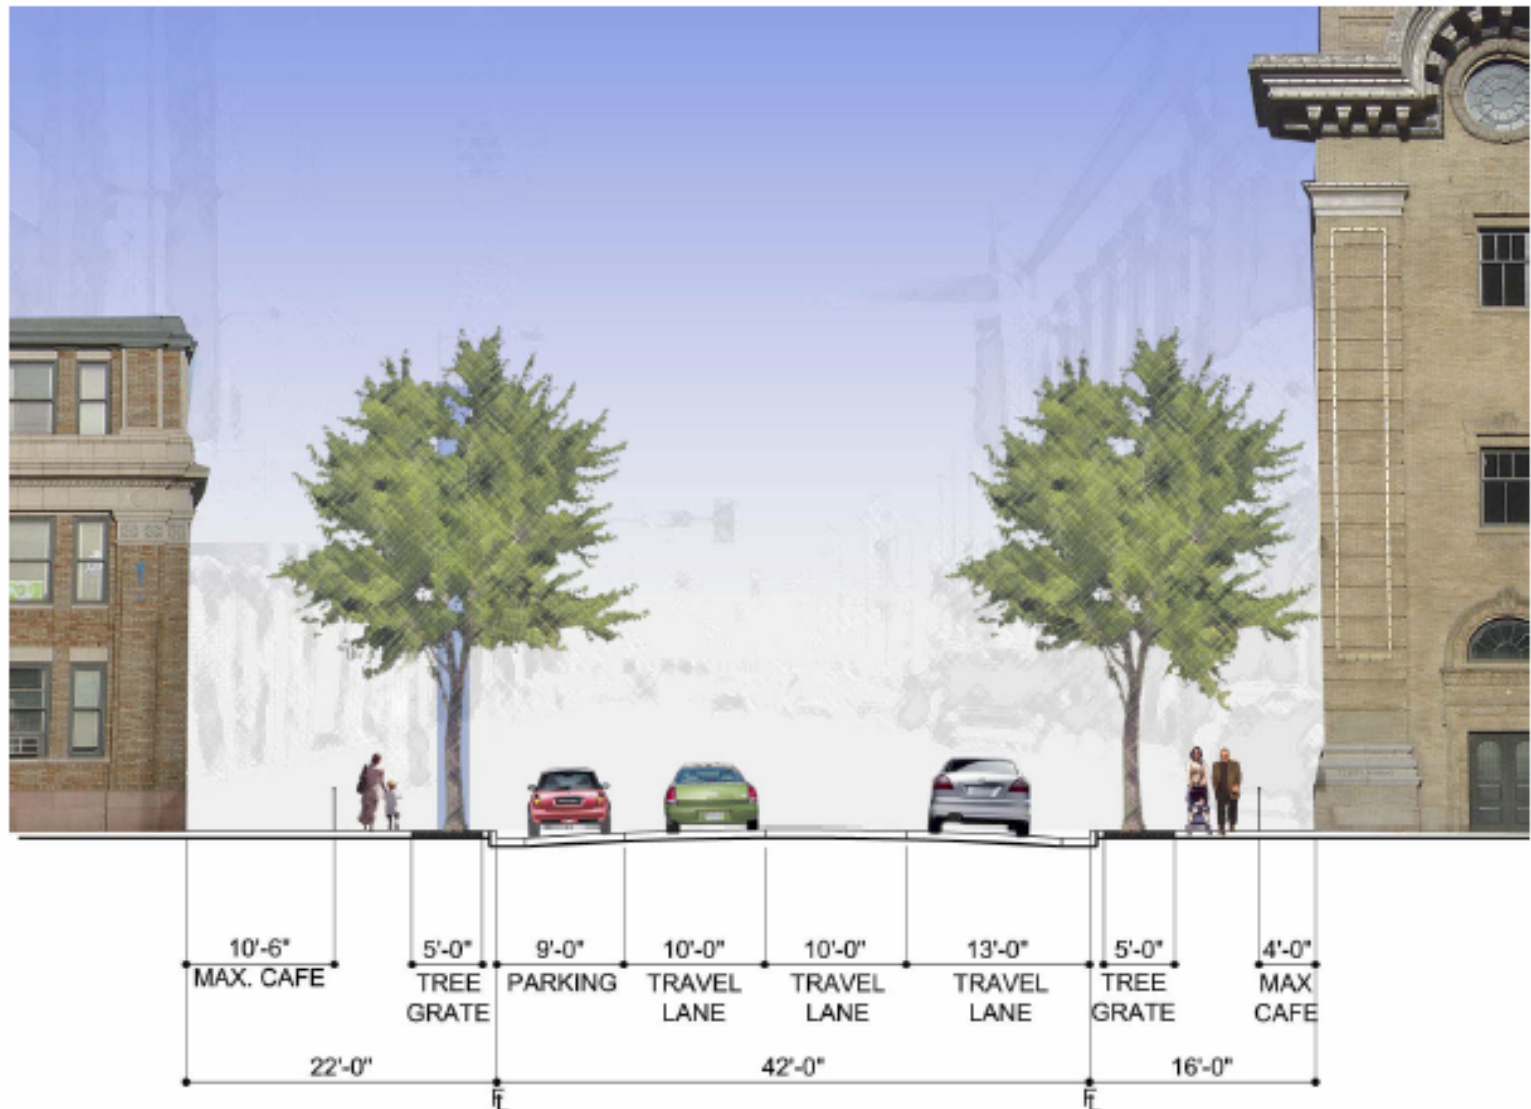 10'-6"
5'-0"
9'-0"
10'-0"
10'-0"
13'-0"
5'-0"
4'-0"
MAX. CAFE
TREE
GRATE
PARKING
TRAVEL
LANE
TRAVEL
LANE
TRAVEL
LANE
TREE
GRATE
MAX
CAFE
22'-0"
42'-0"
16'-0"